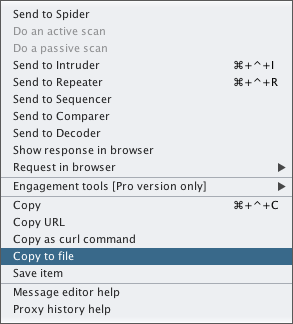 Send to Spider
Do an active scan
Do a passive scan
Send to Intruder ⌘+^+I
Send to Repeater ⌘+^+R
Send to Sequencer
Send to Comparer
Send to Decoder
Show response in browser
Request in browser
Engagement tools [Pro version only]
Copy ⌘+^+C
Copy URL
Copy as curl command
Copy to file
Save item
Message editor help
Proxy history help